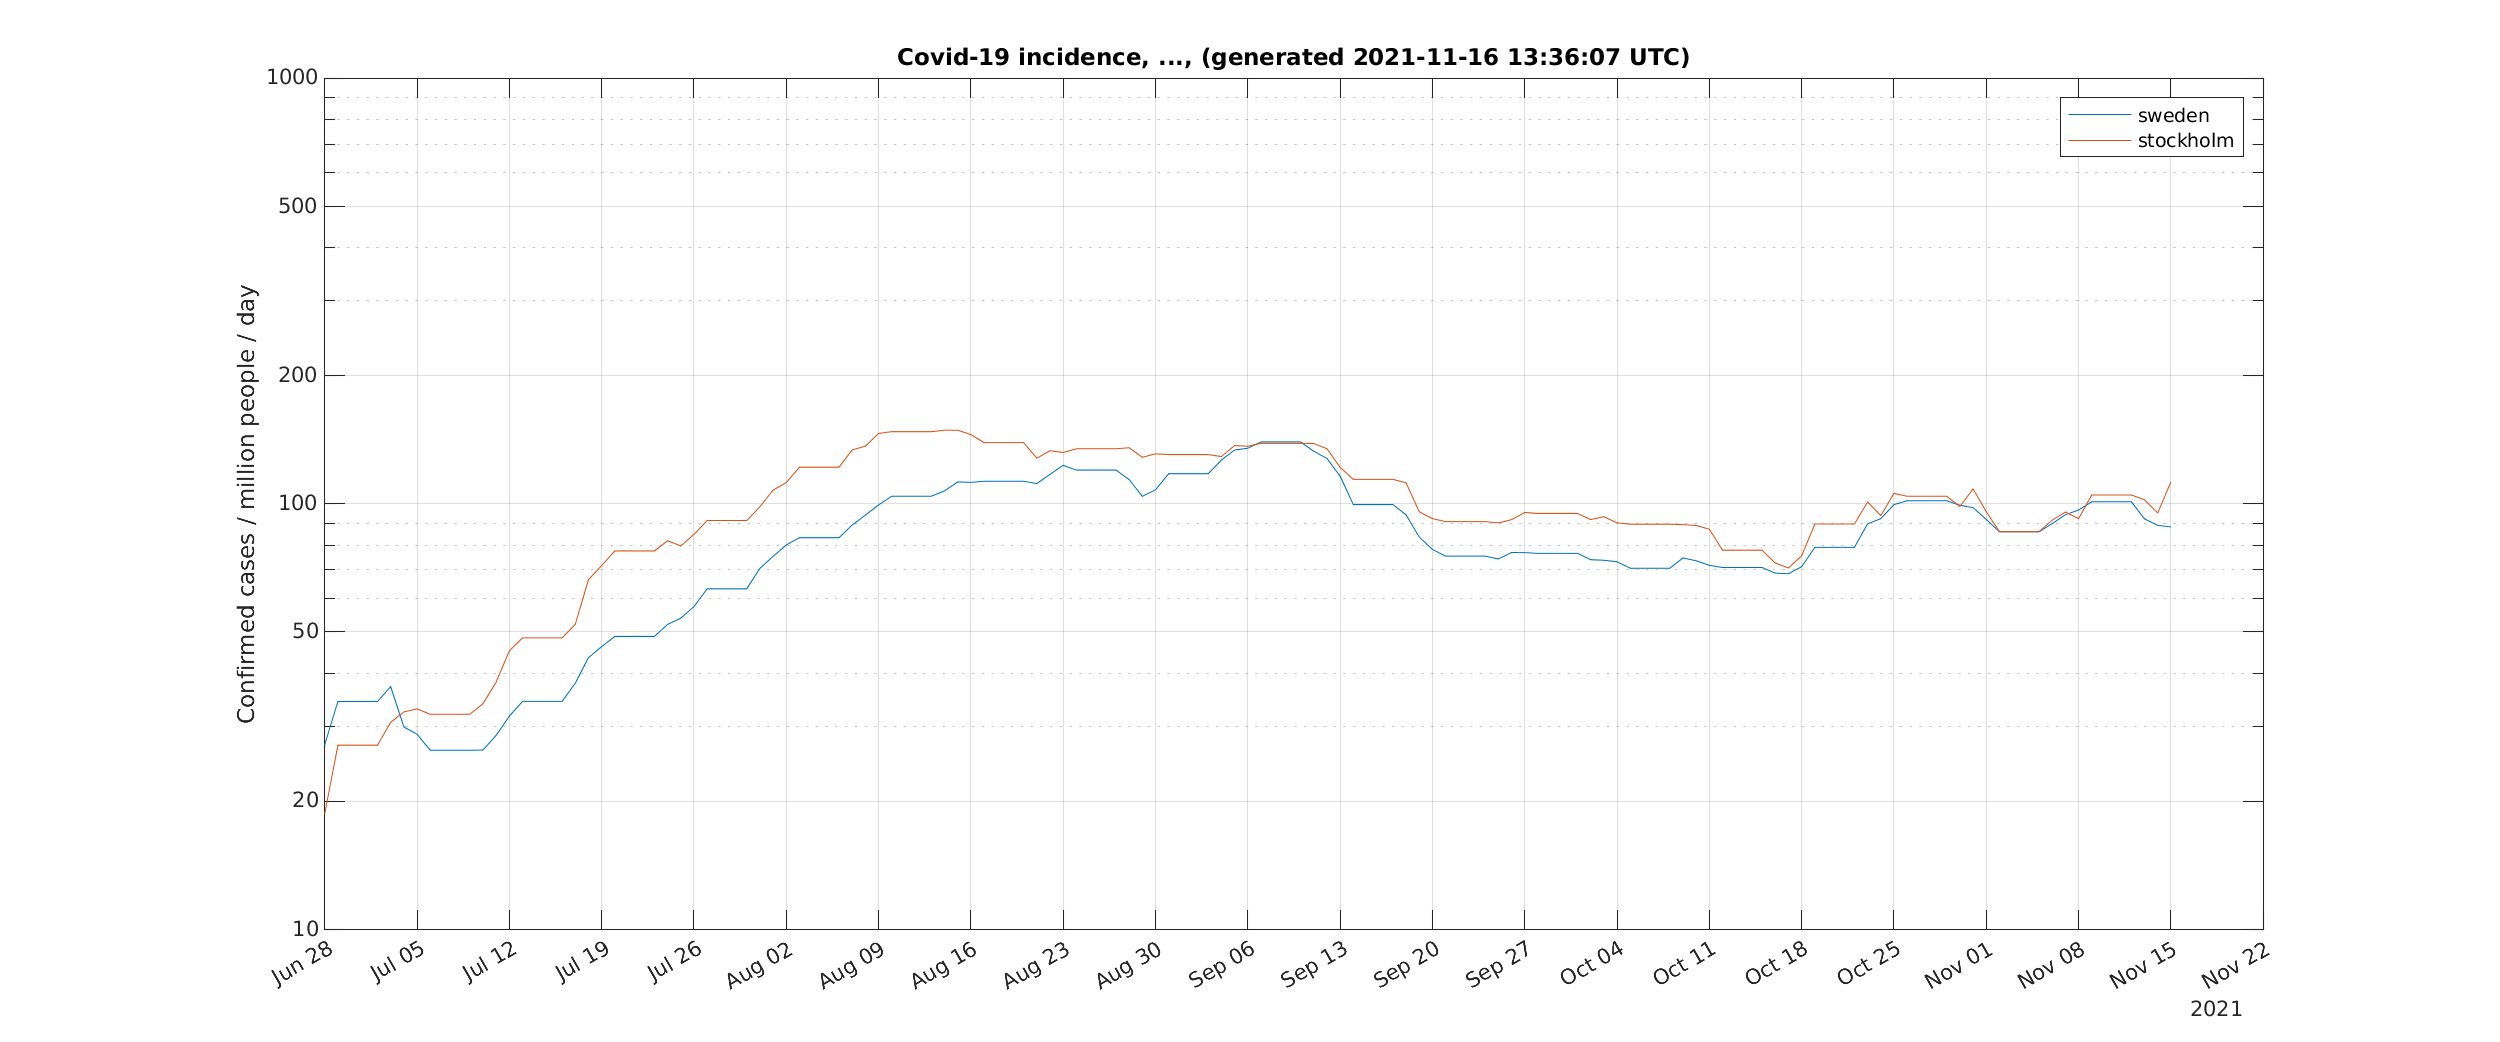 Covid-19 incidence, ..., (generated 2021-11-16 13:36:07 UTC)
sweden
stockholm
Confirmed cases / million people / day
1000
500
200
100
50
20
10
Jun 28
Jul 05
Jul 12
Jul 19
Jul 26
Aug 02
Aug 09
Aug 16
Aug 23
Aug 30
Sep 06
Sep 13
Sep 20
Sep 27
Oct 04
Oct 11
Oct 18
Oct 25
Nov 01
Nov 08
Nov 15
Nov 22
2021